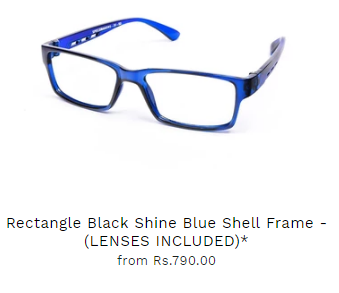 Rectangle Black Shine Blue Shell Frame -
(LENSES INCLUDED)*
from Rs.790.00